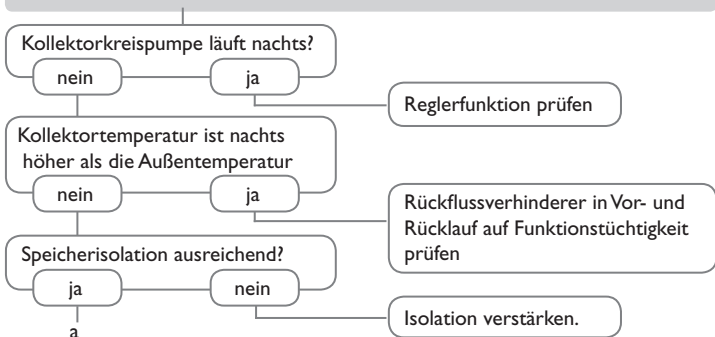 Kollektorkreispumpe läuft nachts?
nein
ja
Reglerfunktion prüfen
Kollektortemperatur ist nachts
höher als die Außentemperatur
nein
ja
Rückflussverhinderer in Vor- und
Rücklauf auf Funktionstüchtigkeit
prüfen
Speicherisolation ausreichend?
ja
nein
Isolation verstärken.
a